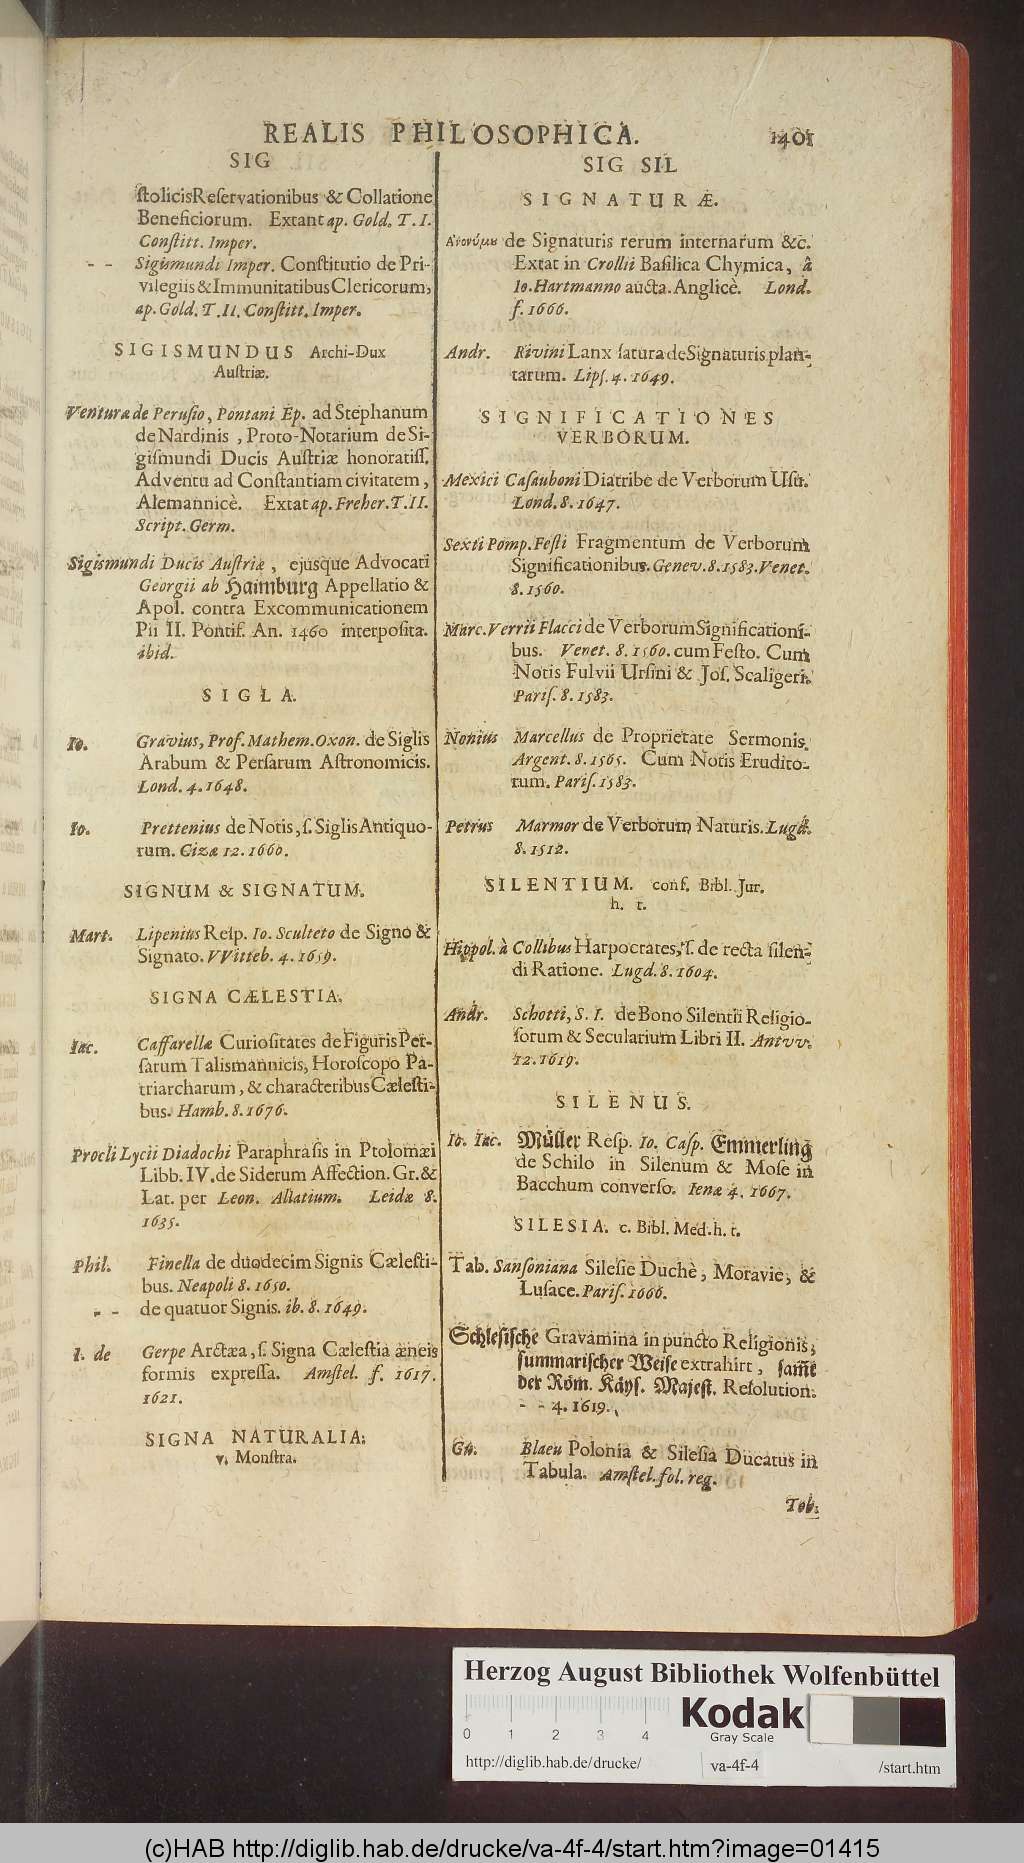 REALIS PHILOSOPHICA. 1401
SIG
ſtolicis Reſervationibus & Collatione
Beneficiorum. Extant ap. Gold. T. I.
Conſtitt. Imper.
- - Sigismundi Imper. Conſtitutio de Pri-
vilegiis & Immunitatibus Clericorum,
ap. Gold. T. II. Conſtitt. Imper.
SIGISMUNDUS Archi-Dux
Auſtriæ.
Venturæ de Peruſio, Pontani Ep. ad Stephanum
de Nardinis, Proto-Notarium de Si-
giſmundi Ducis Auſtriæ honoratiſſ.
Adventu ad Conſtantiam civitatem,
Alemannicè. Extat ap. Freher. T. II.
Script. Germ.
Sigismundi Ducis Auſtriæ, ejusque Advocati
Georgii ab Haimburg Appellatio &
Apol. contra Excommunicationem
Pii II. Pontif. An. 1460 interpoſita.
ibid.
SIGLA.
Io. Gravius, Prof. Mathem. Oxon. de Siglis
Arabum & Perſarum Aſtronomicis.
Lond. 4. 1648.
Io. Prettenius de Notis, ſ. Siglis Antiquo-
rum. Cizæ 12. 1660.
SIGNUM & SIGNATUM.
Mart. Lipenius Reſp. Io. Sculteto de Signo &
Signato. VVitteb. 4. 1659.
SIGNA CÆLESTIA.
Iac. Caffarellæ Curioſitates de Figuris Per-
ſarum Talismannicis, Horoſcopo Pa-
triarcharum, & characteribus Cæleſti-
bus. Hamb. 8. 1676.
Procli Lycii Diadochi Paraphraſis in Ptolomæi
Libb. IV. de Siderum Affection. Gr. &
Lat. per Leon. Allatium. Leidæ 8.
1635.
Phil. Finella de duodecim Signis Cæleſti-
bus. Neapoli 8. 1650.
- - de quatuor Signis. ib. 8. 1649.
I. de Gerpe Arctæa, ſ. Signa Cæleſtia æneis
formis expreſſa. Amſtel. f. 1617.
1621.
SIGNA NATURALIA.
v. Monſtra.
SIG SIL
SIGNATURÆ.
de Signaturis rerum internarum &c.
Extat in Crollii Baſilica Chymica, â
Io. Hartmanno aucta. Anglicè. Lond.
f. 1666.
Andr. Rivini Lanx ſatura de Signaturis plan-
tarum. Lipſ. 4. 1649.
SIGNIFICATIONES
VERBORUM.
Mexici Caſauboni Diatribe de Verborum Uſu.
Lond. 8. 1647.
Sexti Pomp. Feſti Fragmentum de Verborum
Significationibus. Genev. 8. 1583. Venet.
8. 1560.
Marc. Verrii Flacci de Verborum Significationi-
bus. Venet. 8. 1560. cum Feſto. Cum
Notis Fulvii Urſini & Joſ. Scaligeri.
Pariſ. 8. 1583.
Nonius Marcellus de Proprietate Sermonis.
Argent. 8. 1565. Cum Notis Erudito-
rum. Pariſ. 1583.
Petrus Marmor de Verborum Naturis. Lugd.
8. 1512.
SILENTIUM. conf. Bibl. Jur.
h. t.
Hippol. à Collibus Harpocrates, ſ. de recta ſilen-
di Ratione. Lugd. 8. 1604.
Andr. Schotti, S. I. de Bono Silentii Religio-
ſorum & Secularium Libri II. Antvv.
12. 1619.
SILENUS.
Io. Iac. Müller Reſp. Io. Caſp. Emmerling
de Schilo in Silenum & Moſe in
Bacchum converſo. Ienæ 4. 1667.
SILESIA. c. Bibl. Med. h. t.
Tab. Sanſoniana Sileſie Duchè, Moravie, &
Luſace. Pariſ. 1666.
Schleſiſche Gravamina in puncto Religionis,
ſummariſcher Weiſe extrahirt, ſamt
der Röm. Käyſ. Majeſt. Reſolution.
- - 4. 1619.
Gu. Blaeu Polonia & Sileſia Ducatus in
Tabula. Amſtel. fol. reg.
Tob.
Herzog August Bibliothek Wolfenbüttel
0 1 2 3 4
Kodak
Gray Scale
http://diglib.hab.de/drucke/ va-4f-4 /start.htm
(c)HAB http://diglib.hab.de/drucke/va-4f-4/start.htm?image=01415